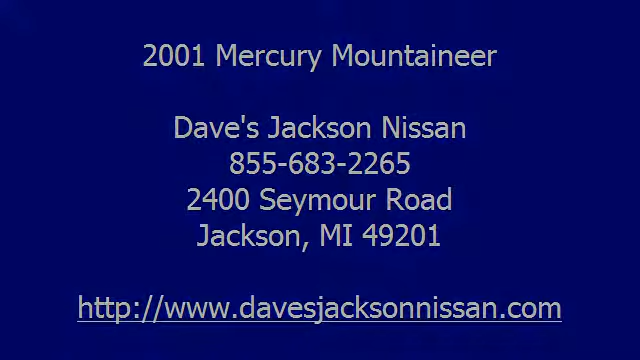 2001 Mercury Mountaineer
Dave's Jackson Nissan
855-683-2265
2400 Seymour Road
Jackson, MI 49201
http://www.davesjacksonnissan.com